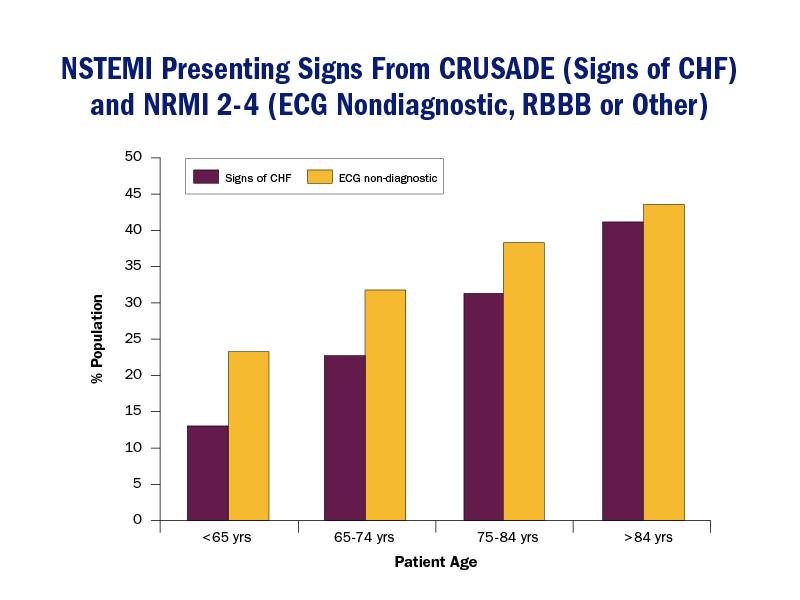 NSTEMI Presenting Signs From CRUSADE (Signs of CHF)
and NRMI 2-4 (ECG Nondiagnostic, RBBB or Other)
50
Signs of CHF ECG non-diagnostic
45
40
35
30
25
20
15
10
5
0
% Population
<65 yrs 65-74 yrs 75-84 yrs >84 yrs
Patient Age